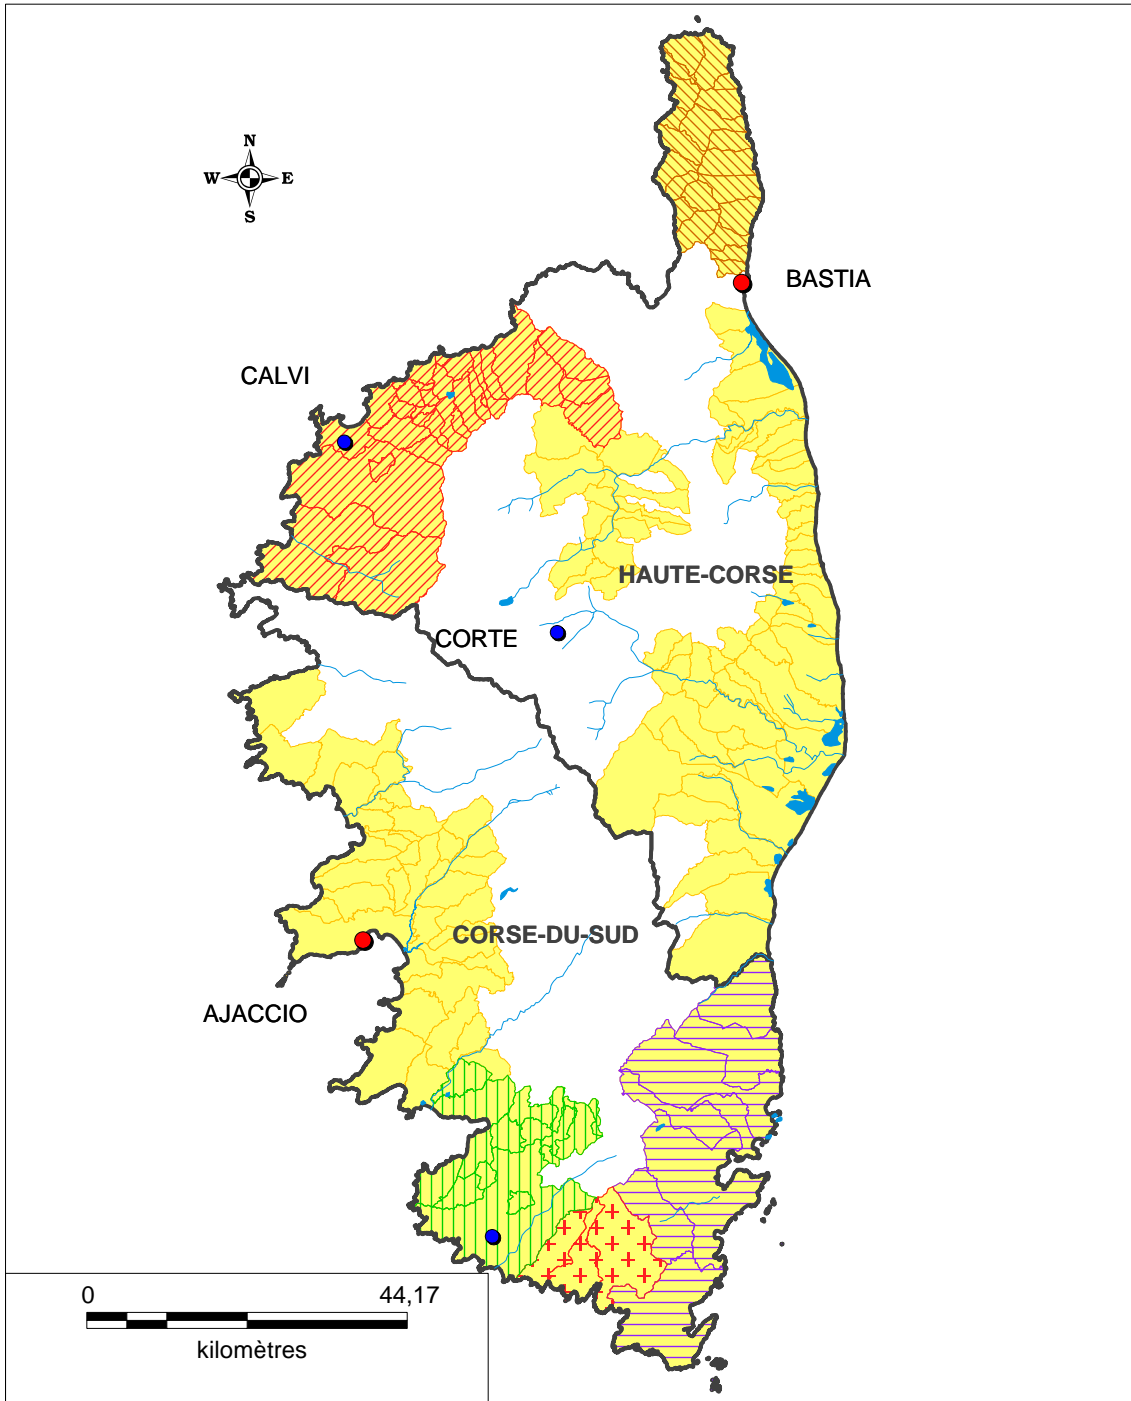 N
W E
S
BASTIA
CALVI
HAUTE-CORSE
CORTE
CORSE-DU-SUD
AJACCIO
0 44,17
kilomètres